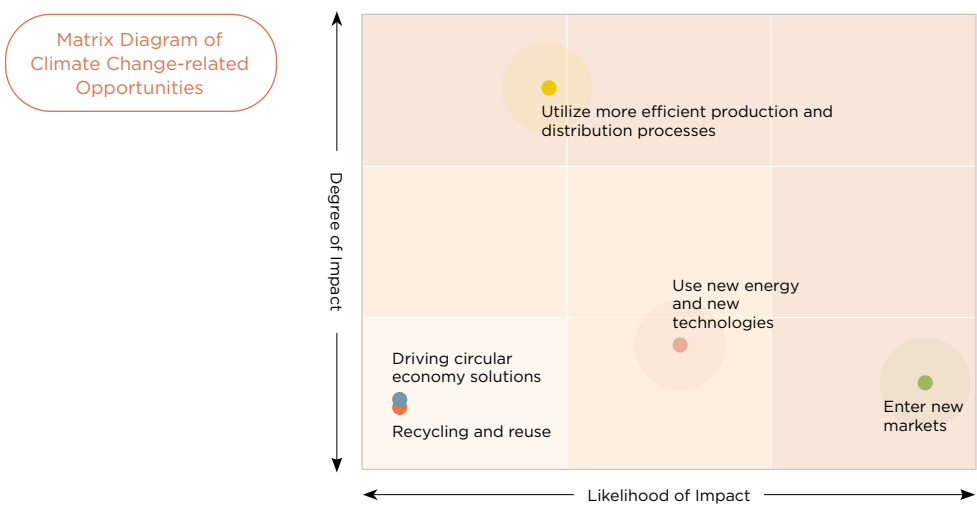 Matrix Diagram of
Climate Change-related
Opportunities
Utilize more efficient production and
distribution processes
Degree of Impact
Use new energy
and new
technologies
Driving circular
economy solutions
Recycling and reuse
Enter new
markets
Likelihood of Impact